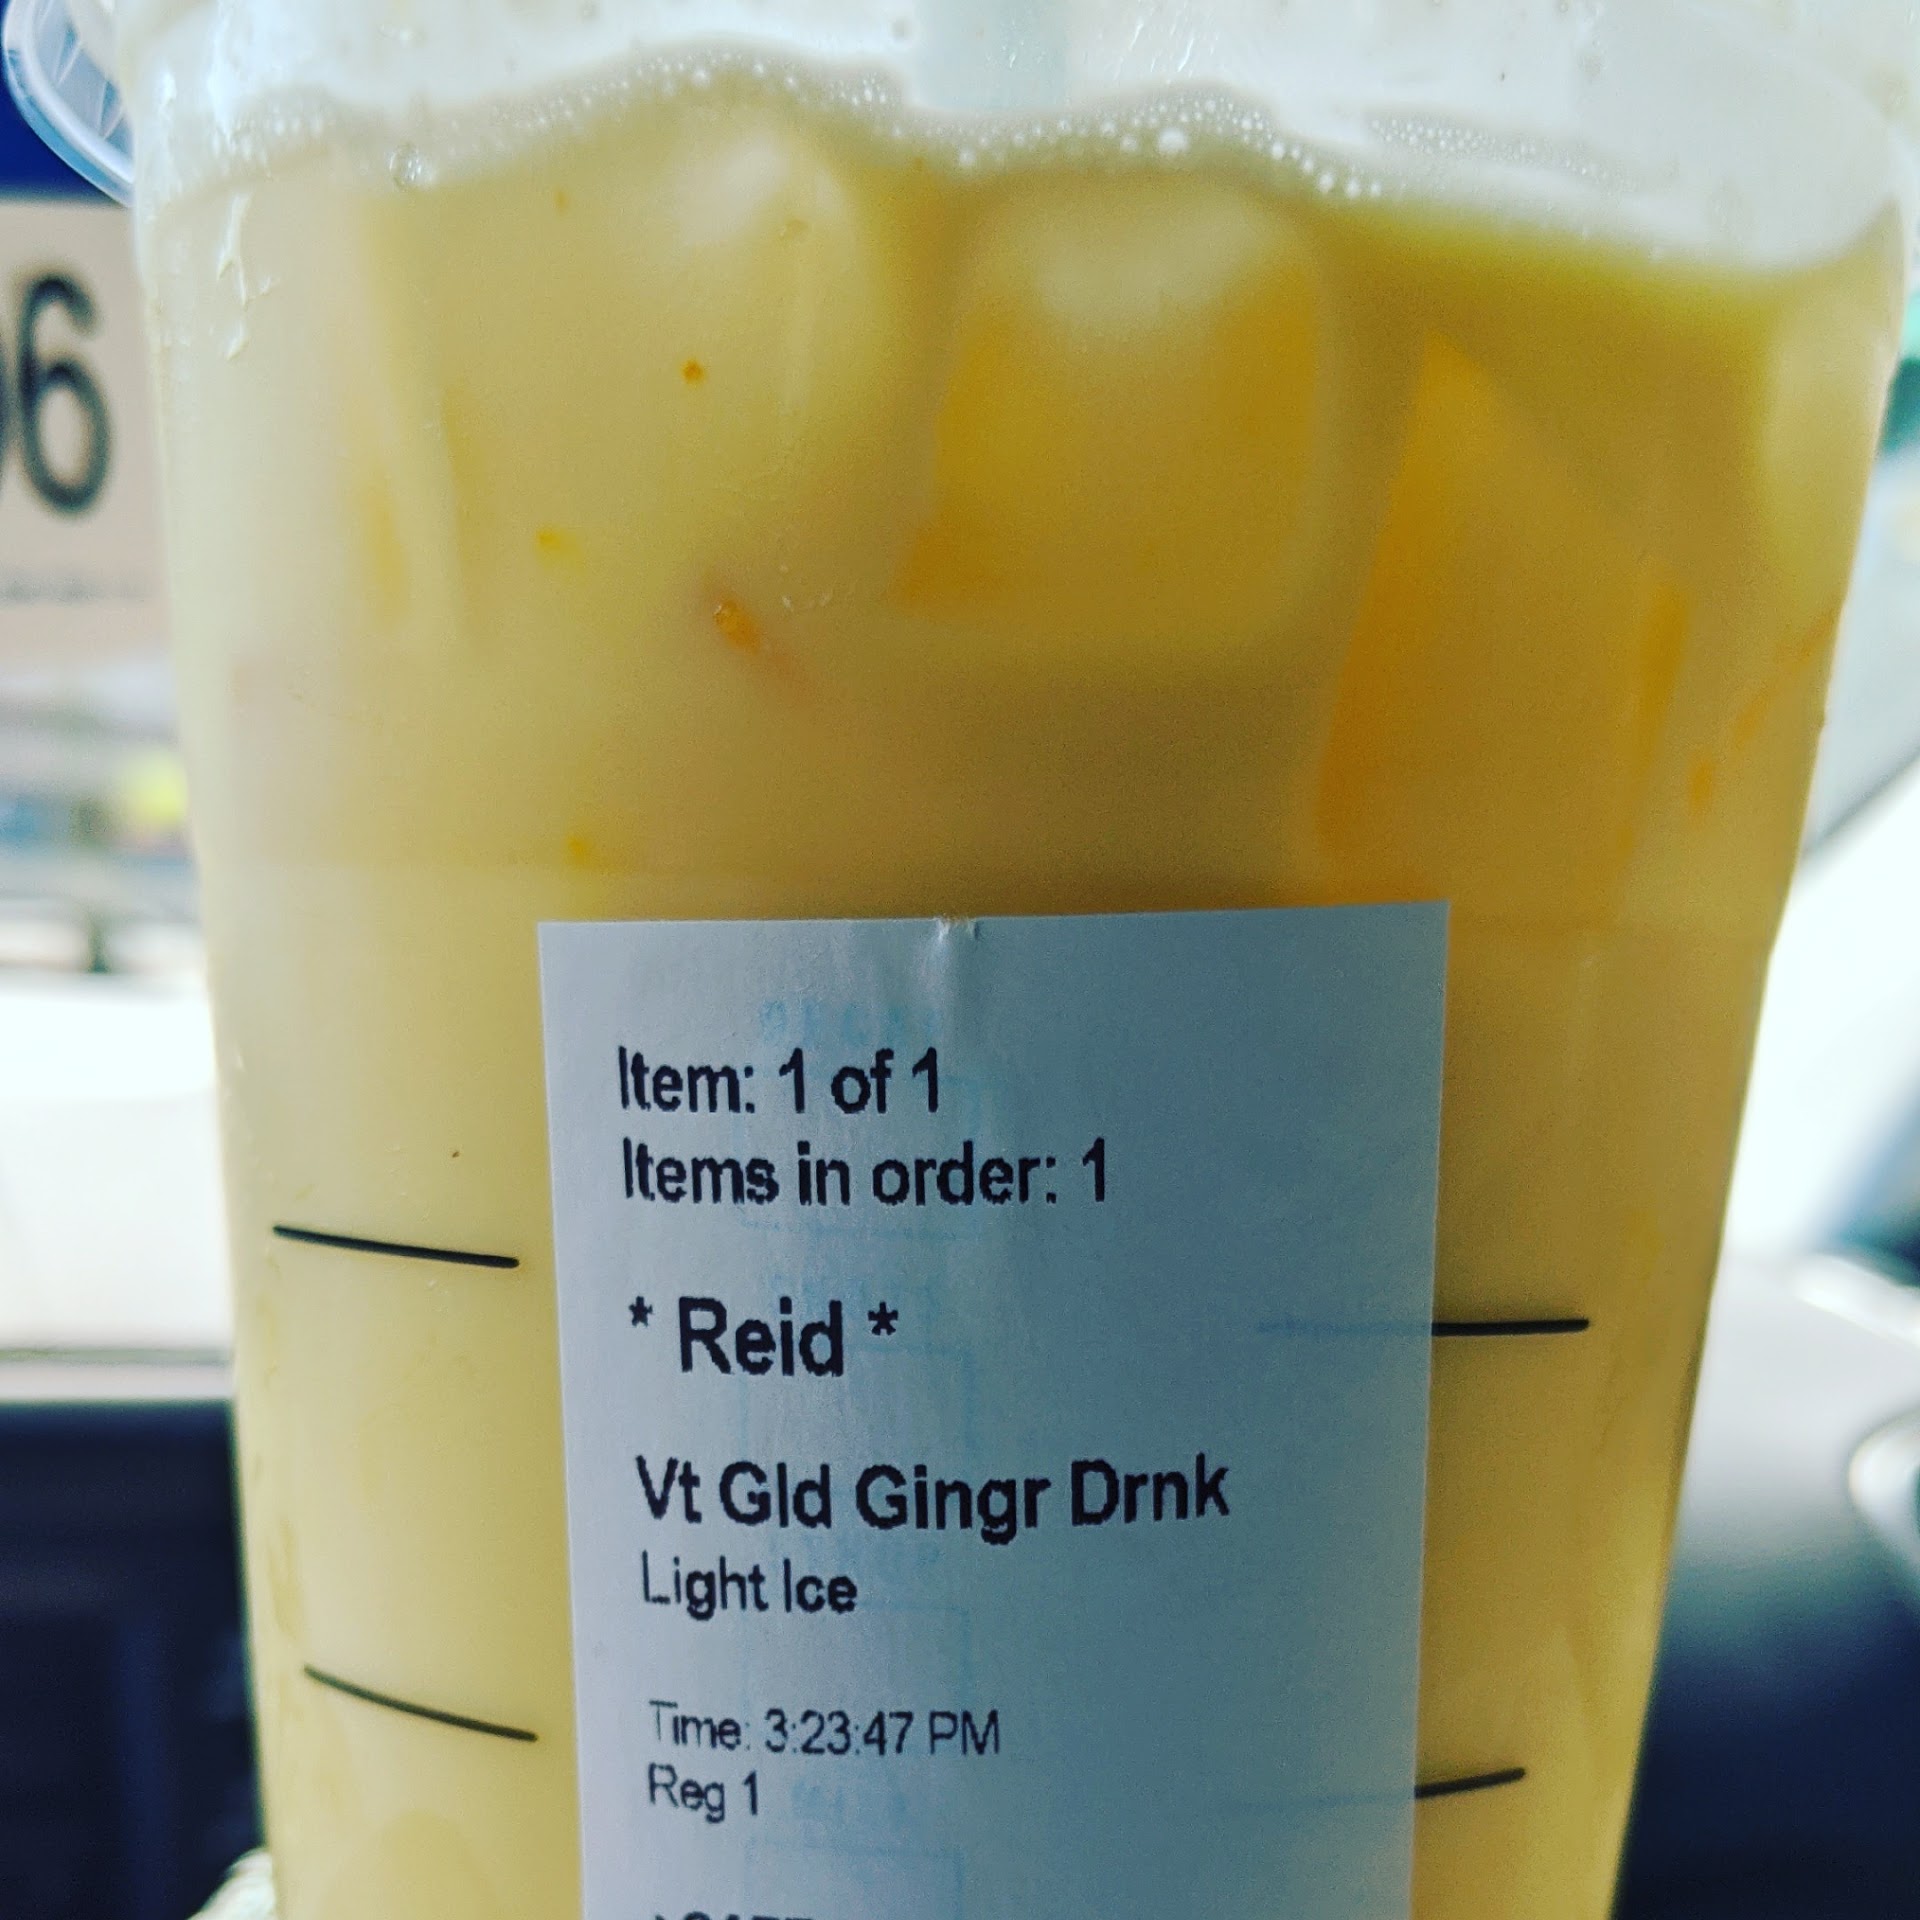 06
Item: 1 of 1
Items in order: 1
* Reid *
Vt Gld Gingr Drnk
Light Ice
Time: 3:23:47 PM
Reg 1